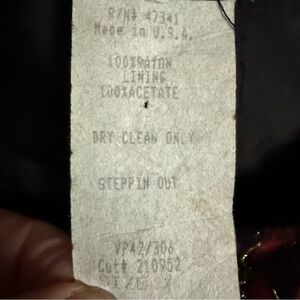 R/N# 47341
Made in U.S.A.
100%RAYON
LINING
100%ACETATE
DRY CLEAN ONLY
STEPPIN OUT
VP42/306
Cut# 210952